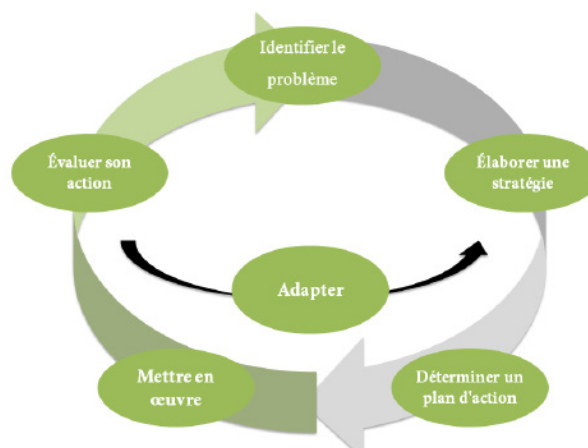 Identifier le
problème
Évaluer son
action
Élaborer une
stratégie
Adapter
Mettre en
œuvre
Déterminer un
plan d'action